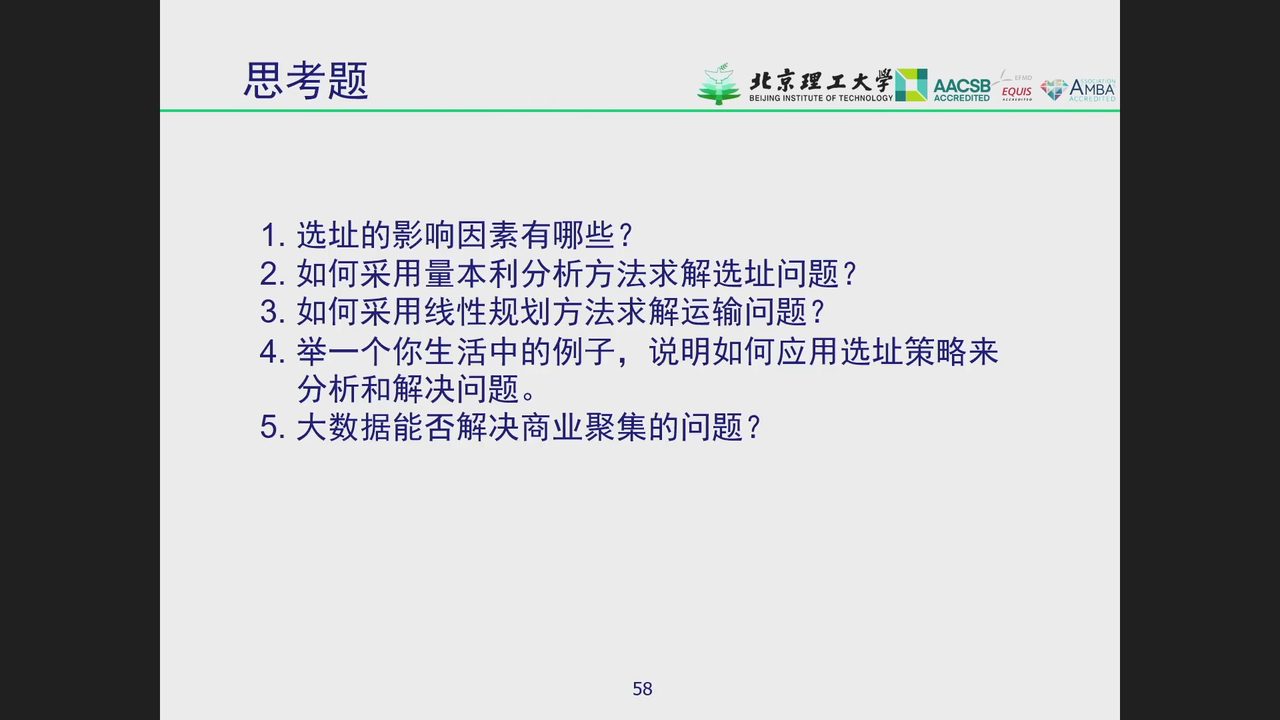 思考题
北京理工大学
BEIJING INSTITUTE OF TECHNOLOGY
AACSB
ACCREDITED
EFMD
EQUIS
ACCREDITED
ASSOCIATION
AMBA
ACCREDITED
1. 选址的影响因素有哪些？
2. 如何采用量本利分析方法求解选址问题？
3. 如何采用线性规划方法求解运输问题？
4. 举一个你生活中的例子，说明如何应用选址策略来
分析和解决问题。
5. 大数据能否解决商业聚集的问题？
58